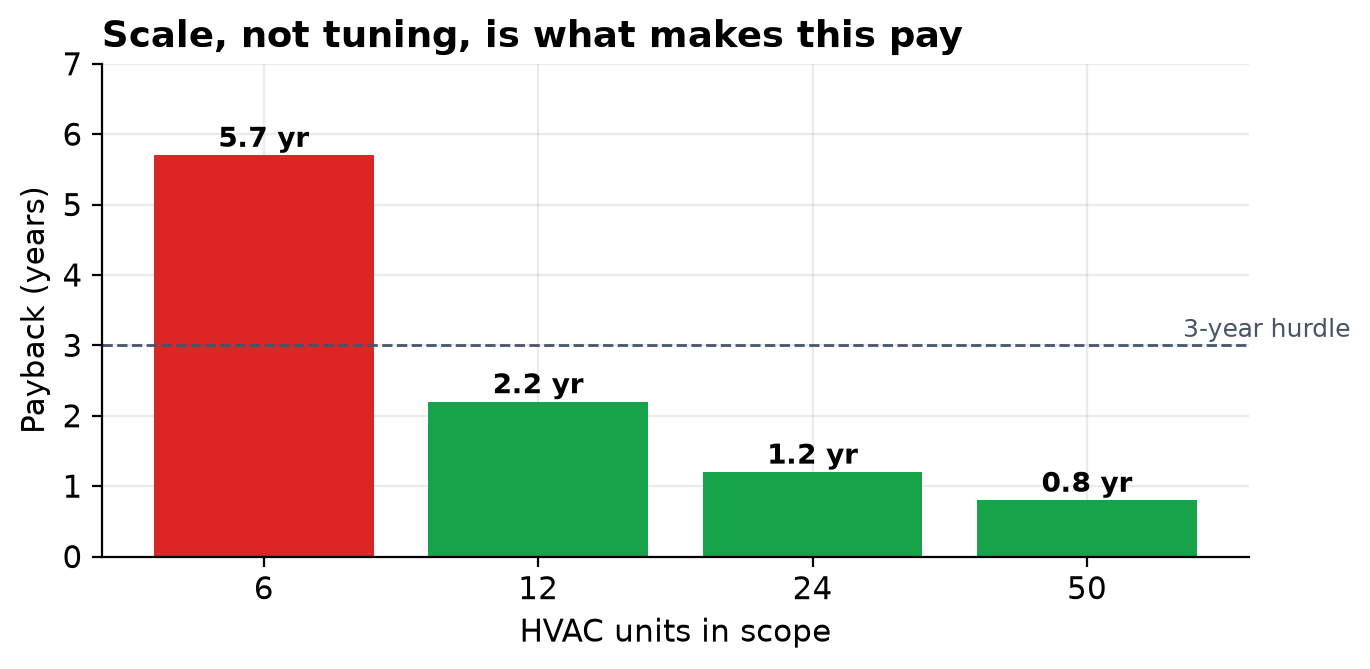 Scale, not tuning, is what makes this pay
7
6
5
4
3
2
1
0
Payback (years)
5.7 yr
2.2 yr
1.2 yr
0.8 yr
3-year hurdle
6
12
24
50
HVAC units in scope